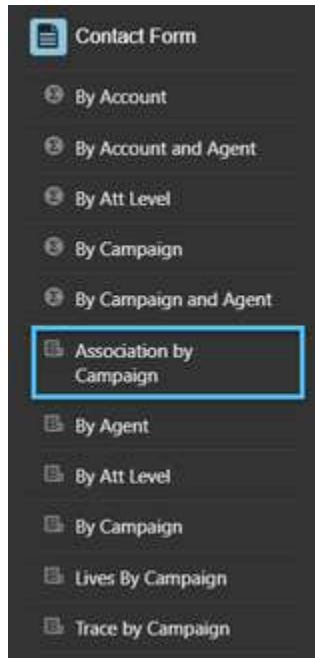 Contact Form
By Account
By Account and Agent
By Att Level
By Campaign
By Campaign and Agent
Association by
Campaign
By Agent
By Att Level
By Campaign
Lives By Campaign
Trace by Campaign